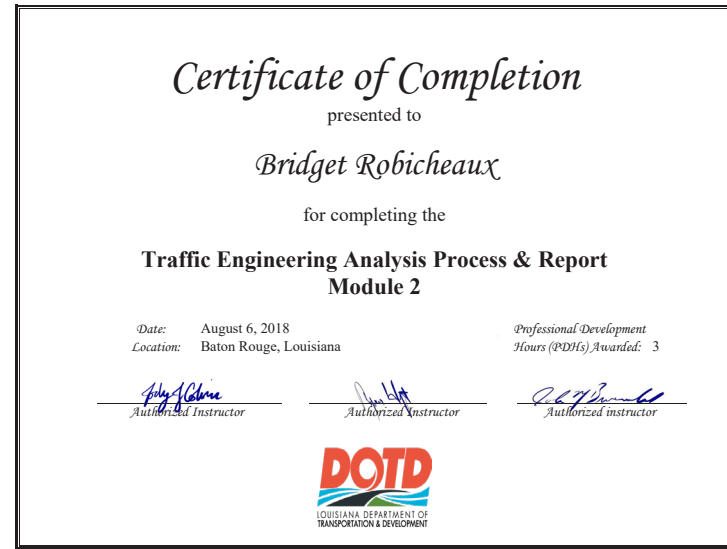 Certificate of Completion
presented to
Bridget Robicheaux
for completing the
Traffic Engineering Analysis Process & Report
Module 2
Date: August 6, 2018
Location: Baton Rouge, Louisiana
Professional Development
Hours (PDHs) Awarded: 3
Authorized Instructor
Authorized Instructor
Authorized instructor
DOTD
LOUISIANA DEPARTMENT OF
TRANSPORTATION & DEVELOPMENT